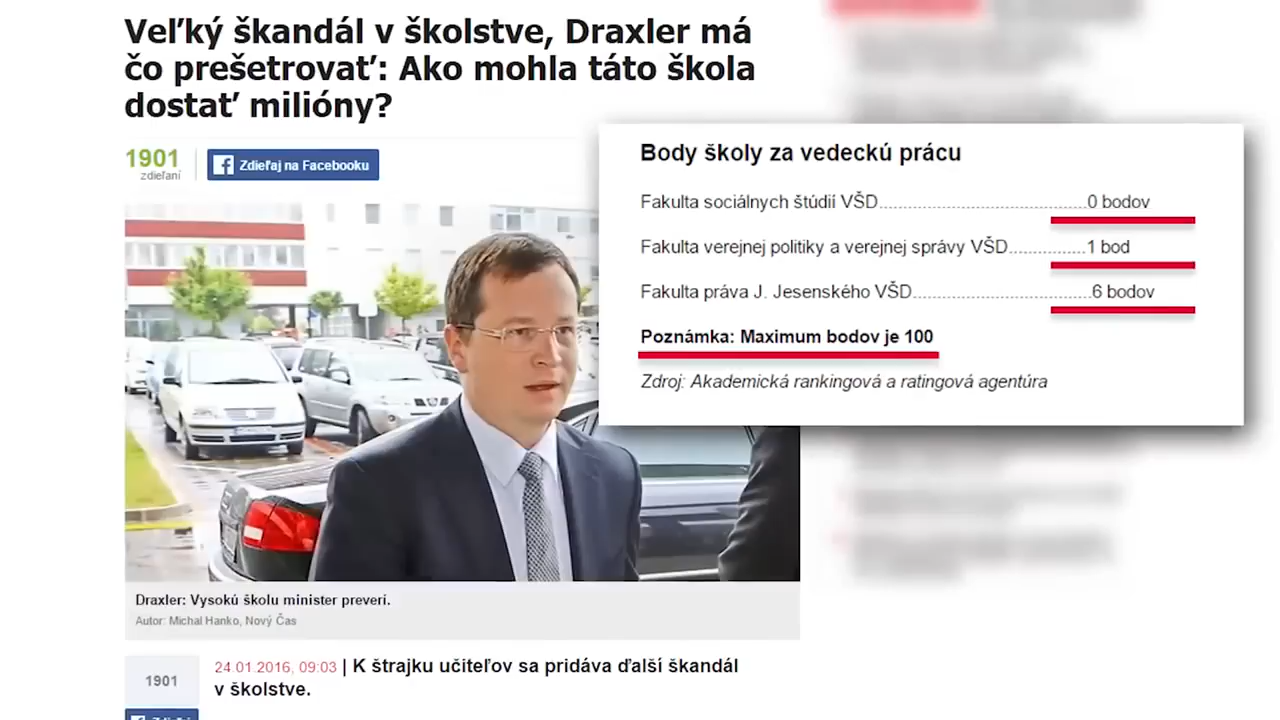 Veľký škandál v školstve, Draxler má
čo prešetrovať: Ako mohla táto škola
dostať milióny?
1901
zdieľaní
Zdieľaj na Facebooku
Body školy za vedeckú prácu
Fakulta sociálnych štúdií VŠD........................................0 bodov
Fakulta verejnej politiky a verejnej správy VŠD..............1 bod
Fakulta práva J. Jesenského VŠD..................................6 bodov
Poznámka: Maximum bodov je 100
Zdroj: Akademická rankingová a ratingová agentúra
Draxler: Vysokú školu minister preverí.
Autor: Michal Hanko, Nový Čas
1901
24.01.2016, 09:03 | K štrajku učiteľov sa pridáva ďalší škandál
v školstve.